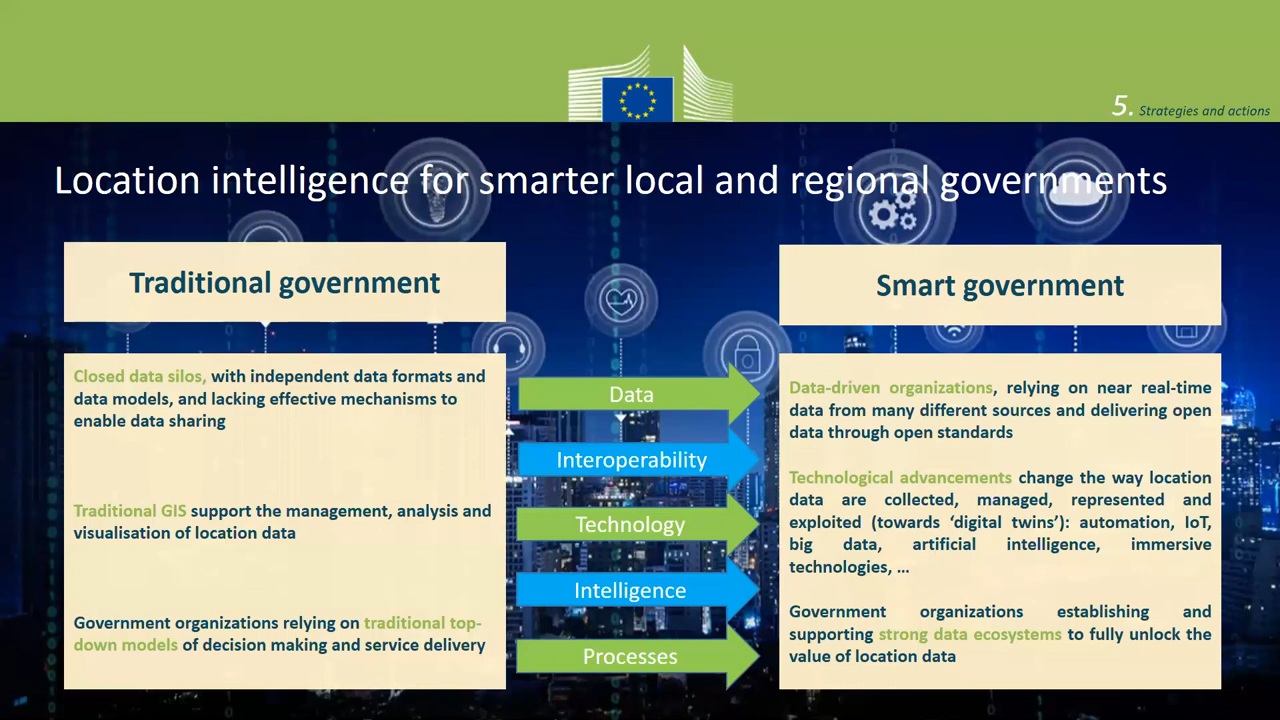 5. Strategies and actions
Location intelligence for smarter local and regional governments
Traditional government
Closed data silos, with independent data formats and
data models, and lacking effective mechanisms to
enable data sharing
Traditional GIS support the management, analysis and
visualisation of location data
Government organizations relying on traditional top-
down models of decision making and service delivery
Data
Interoperability
Technology
Intelligence
Processes
Smart government
Data-driven organizations, relying on near real-time
data from many different sources and delivering open
data through open standards
Technological advancements change the way location
data are collected, managed, represented and
exploited (towards ‘digital twins’): automation, IoT,
big data, artificial intelligence, immersive
technologies, …
Government organizations establishing and
supporting strong data ecosystems to fully unlock the
value of location data